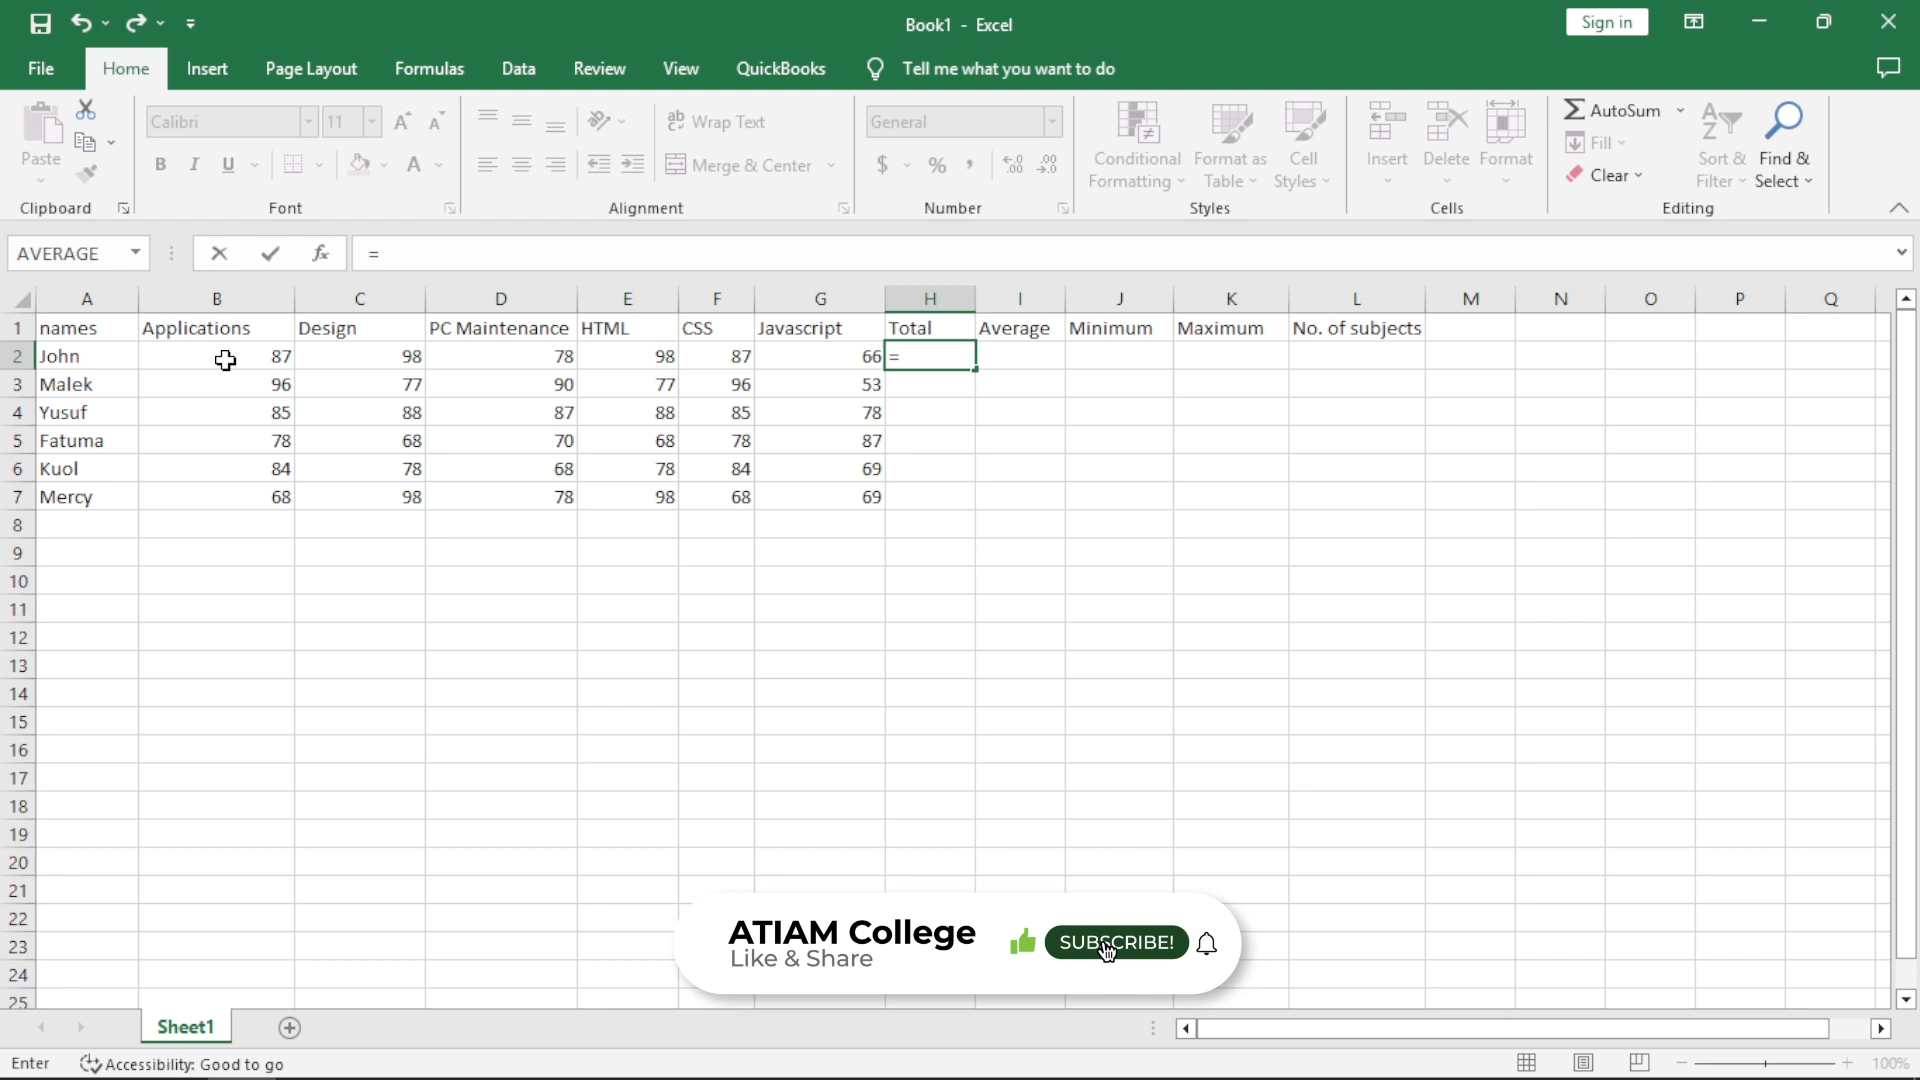 Book1 - Excel
Sign in
File Home Insert Page Layout Formulas Data Review View QuickBooks Tell me what you want to do
Calibri 11 ab Wrap Text General AutoSum
Paste B I U A Merge & Center $ % , .00 Conditional Formatting Format as Table Cell Styles Insert Delete Format Fill Clear Sort & Filter Find & Select
Clipboard Font Alignment Number Styles Cells Editing
AVERAGE fx =
A B C D E F G H I J K L M N O P Q
1 names Applications Design PC Maintenance HTML CSS Javascript Total Average Minimum Maximum No. of subjects
2 John 87 98 78 98 87 66 =
3 Malek 96 77 90 77 96 53
4 Yusuf 85 88 87 88 85 78
5 Fatuma 78 68 70 68 78 87
6 Kuol 84 78 68 78 84 69
7 Mercy 68 98 78 98 68 69
8
9
10
11
12
13
14
15
16
17
18
19
20
21
22
23
24
25
ATIAM College
Like & Share
SUBSCRIBE!
Sheet1
Enter Accessibility: Good to go 100%